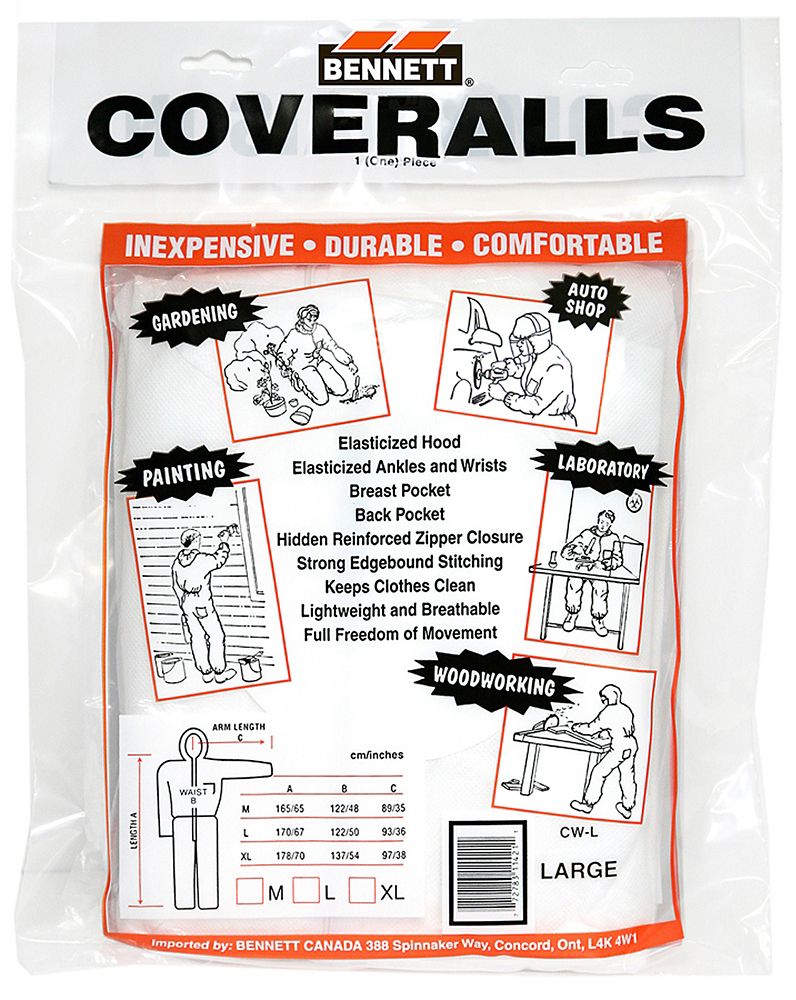 BENNETT®
COVERALLS
1 (One) Piece
INEXPENSIVE • DURABLE • COMFORTABLE
GARDENING
AUTO
SHOP
Elasticized Hood
Elasticized Ankles and Wrists
Breast Pocket
Back Pocket
Hidden Reinforced Zipper Closure
Strong Edgebound Stitching
Keeps Clothes Clean
Lightweight and Breathable
Full Freedom of Movement
PAINTING
LABORATORY
WOODWORKING
ARM LENGTH
C
WAIST
B
LENGTH A
cm/inches
A B C
M 165/65 122/48 89/35
L 170/67 122/50 93/36
XL 178/70 137/54 97/38
M L XL
CW-L
LARGE
Imported by: BENNETT CANADA 388 Spinnaker Way, Concord, Ont, L4K 4W1